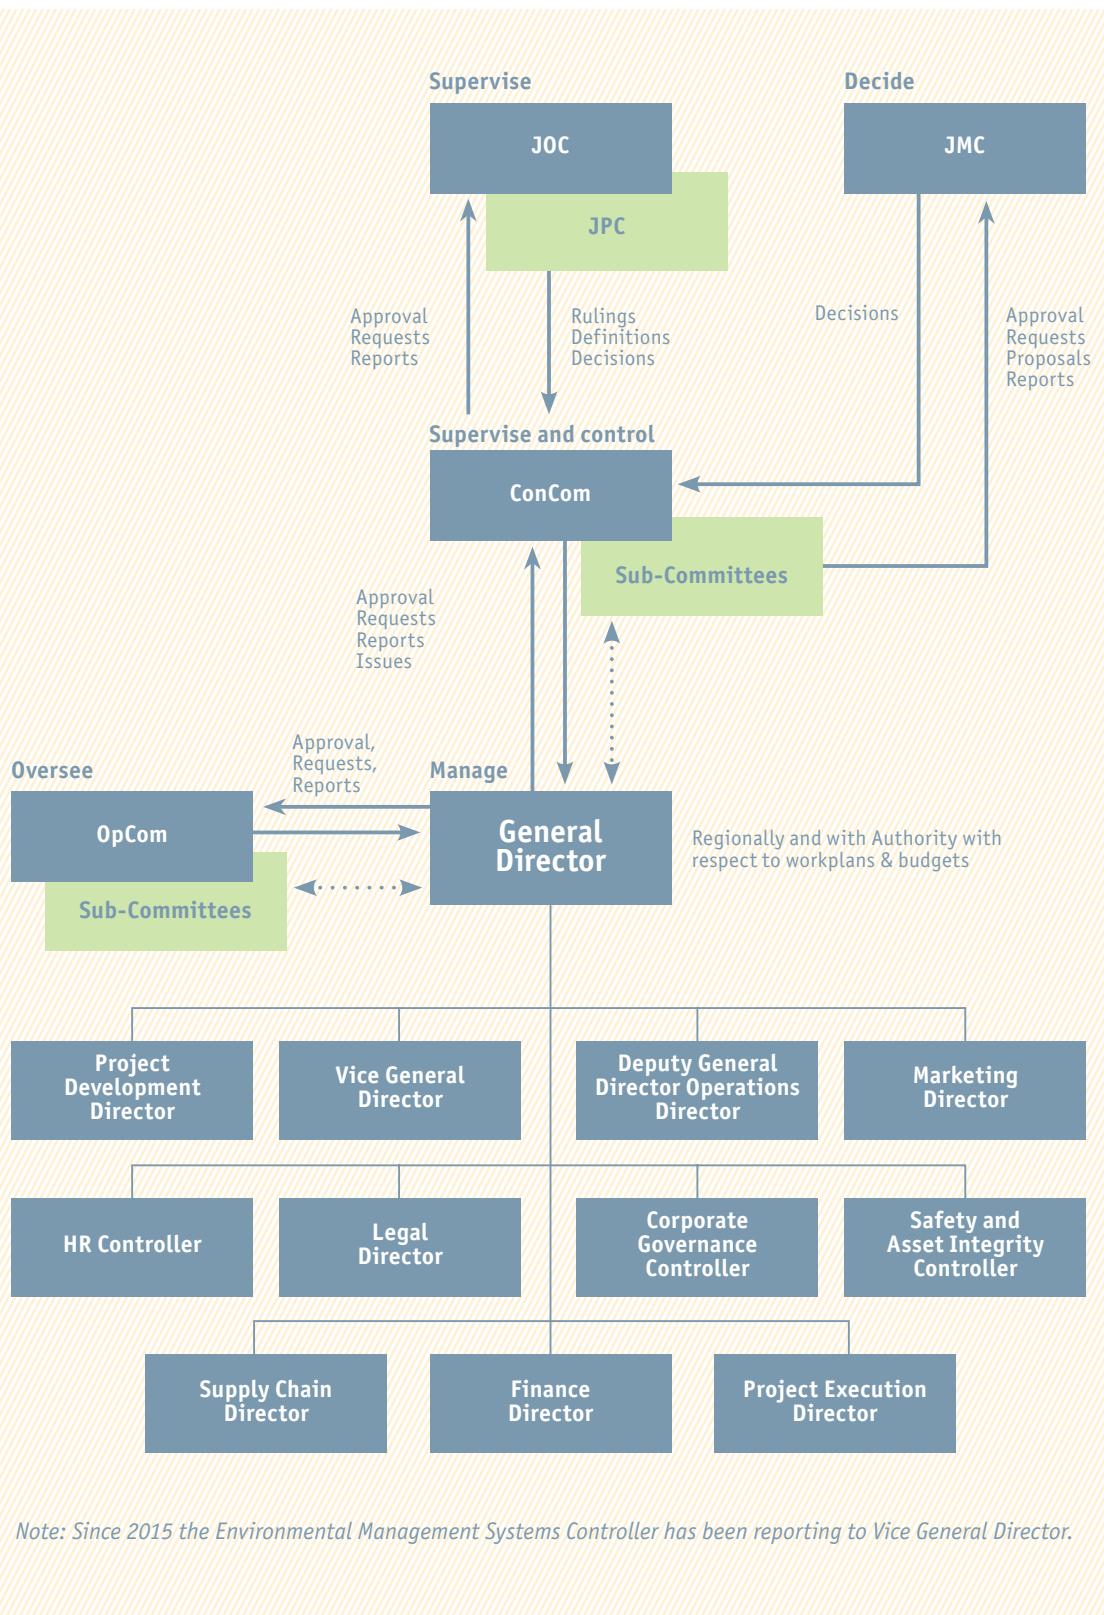 Supervise
Decide
JOC
JMC
JPC
Approval
Requests
Reports
Rulings
Definitions
Decisions
Decisions
Approval
Requests
Proposals
Reports
Supervise and control
ConCom
Sub-Committees
Approval
Requests
Reports
Issues
Approval,
Requests,
Reports
Oversee
Manage
OpCom
General
Director
Regionally and with Authority with
respect to workplans & budgets
Sub-Committees
Project
Development
Director
Vice General
Director
Deputy General
Director Operations
Director
Marketing
Director
HR Controller
Legal
Director
Corporate
Governance
Controller
Safety and
Asset Integrity
Controller
Supply Chain
Director
Finance
Director
Project Execution
Director
Note: Since 2015 the Environmental Management Systems Controller has been reporting to Vice General Director.